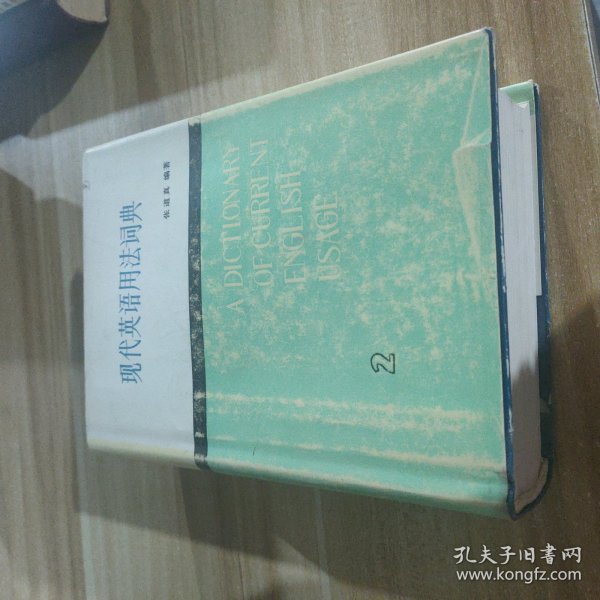 现代英语用法词典
张道真 编著
A DICTIONARY
OF CURRENT
ENGLISH
USAGE
2
孔夫子旧書网
www.kongfz.com